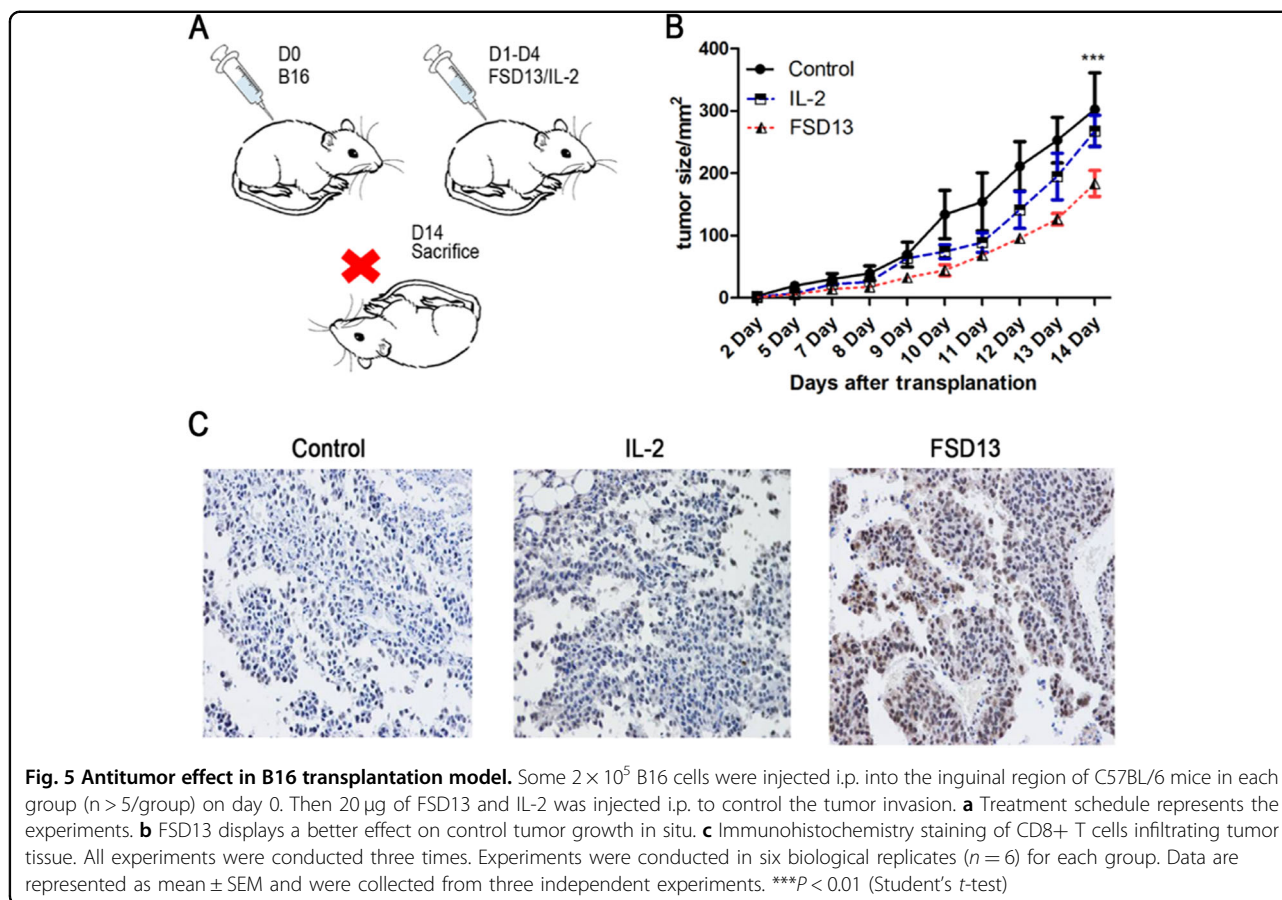 A
D0
B16
D1-D4
FSD13/IL-2
D14
Sacrifice
B
400
300
200
100
0
tumor size/mm²
Control
IL-2
FSD13
***
2 Day
5 Day
7 Day
8 Day
9 Day
10 Day
11 Day
12 Day
13 Day
14 Day
Days after transplanation
C
Control
IL-2
FSD13
Fig. 5 Antitumor effect in B16 transplantation model. Some 2 × 10⁵ B16 cells were injected i.p. into the inguinal region of C57BL/6 mice in each
group (n > 5/group) on day 0. Then 20 µg of FSD13 and IL-2 was injected i.p. to control the tumor invasion. a Treatment schedule represents the
experiments. b FSD13 displays a better effect on control tumor growth in situ. c Immunohistochemistry staining of CD8+ T cells infiltrating tumor
tissue. All experiments were conducted three times. Experiments were conducted in six biological replicates (n = 6) for each group. Data are
represented as mean ± SEM and were collected from three independent experiments. ***P < 0.01 (Student's t-test)